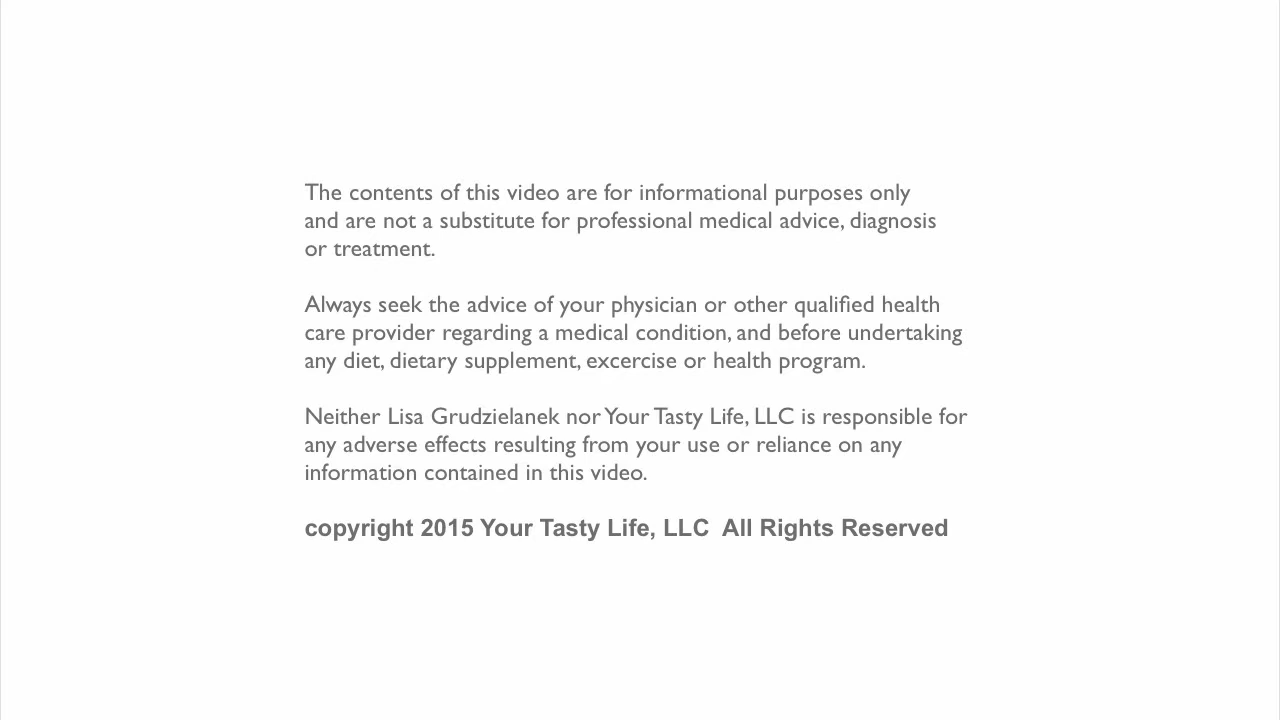 The contents of this video are for informational purposes only
and are not a substitute for professional medical advice, diagnosis
or treatment.
Always seek the advice of your physician or other qualified health
care provider regarding a medical condition, and before undertaking
any diet, dietary supplement, excercise or health program.
Neither Lisa Grudzielanek nor Your Tasty Life, LLC is responsible for
any adverse effects resulting from your use or reliance on any
information contained in this video.
copyright 2015 Your Tasty Life, LLC  All Rights Reserved